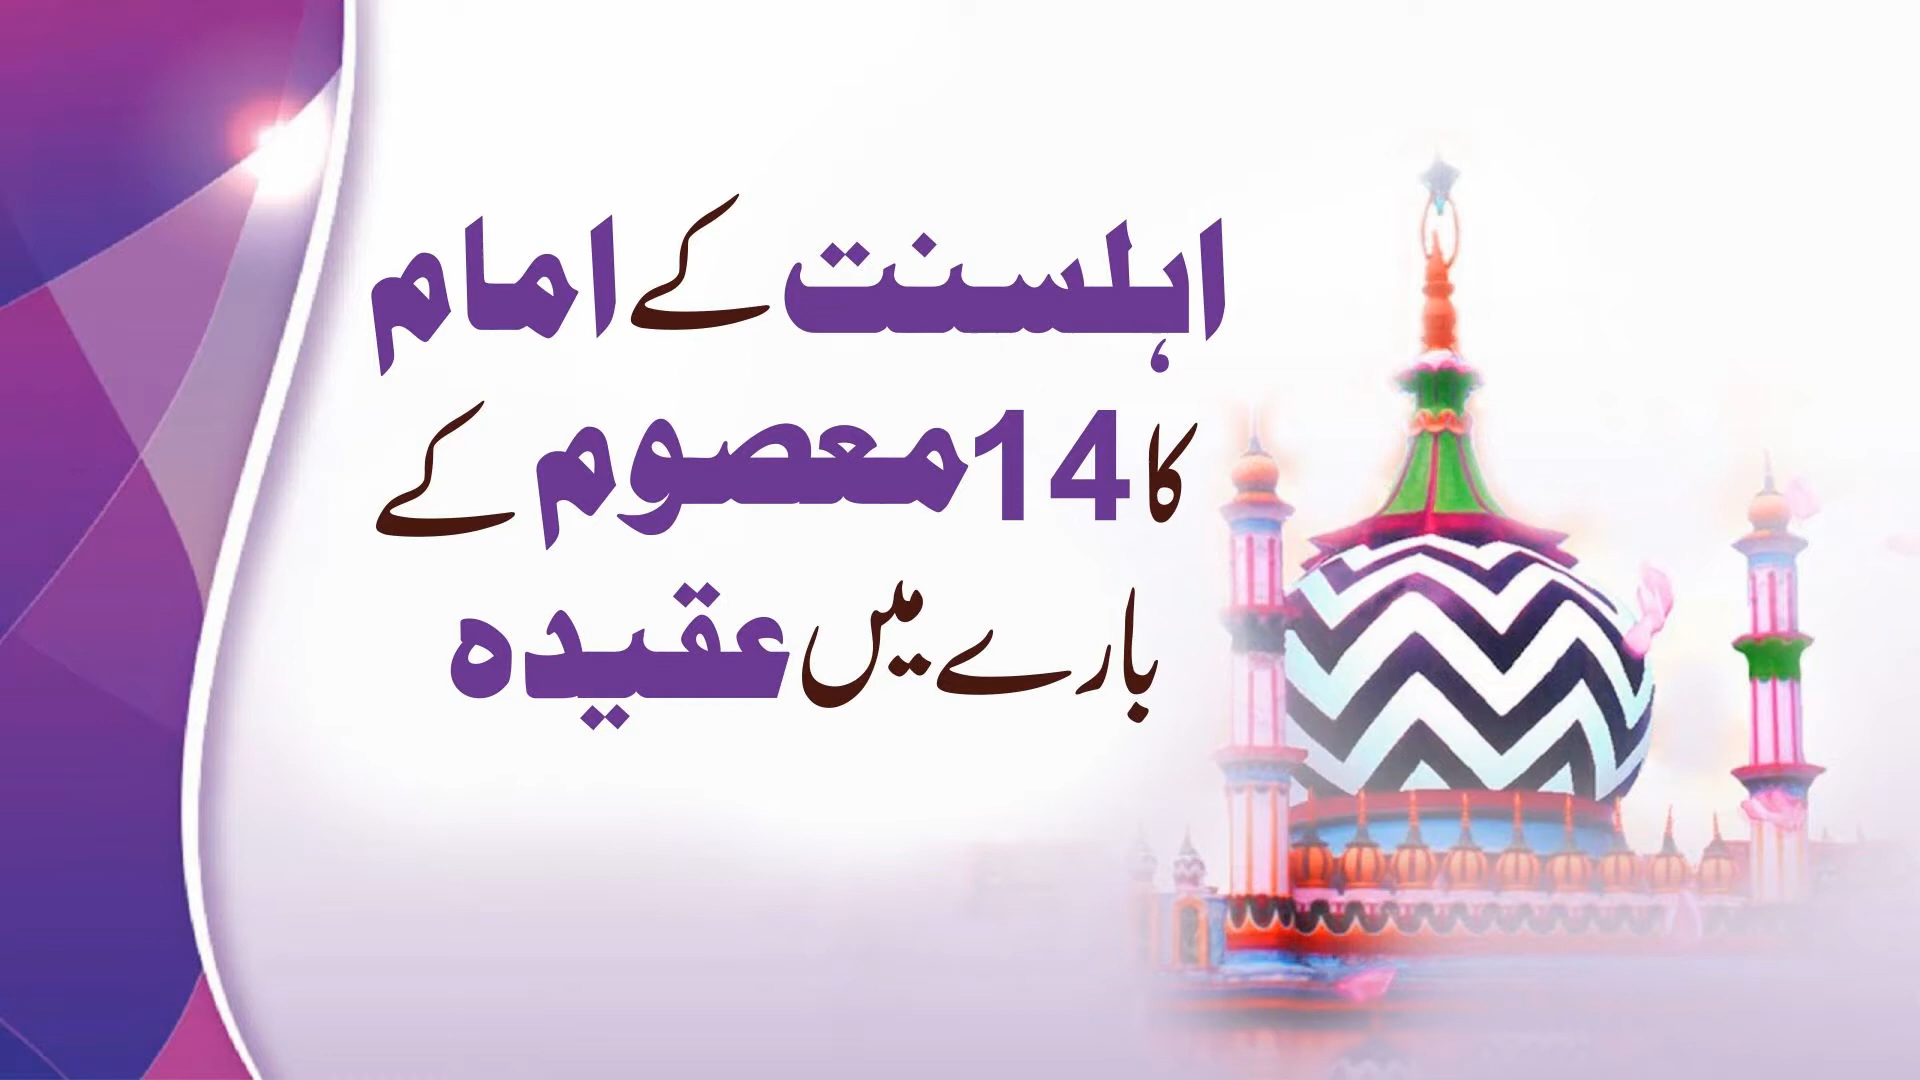 اہلسنت کے امام
کا 14 معصوم کے
بارے میں عقیدہ